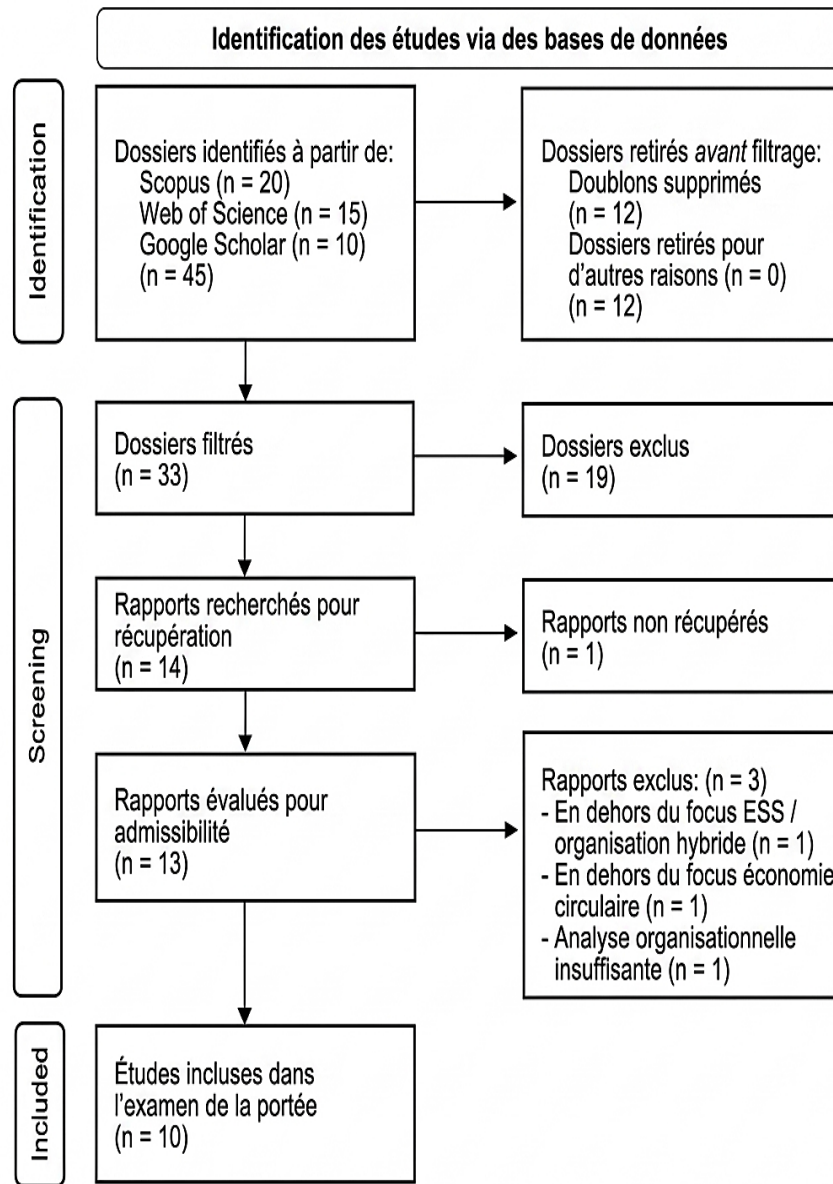 Identification des études via des bases de données
Identification
Dossiers identifiés à partir de:
Scopus (n = 20)
Web of Science (n = 15)
Google Scholar (n = 10)
(n = 45)
Dossiers retirés avant filtrage:
Doublons supprimés
(n = 12)
Dossiers retirés pour
d'autres raisons (n = 0)
(n = 12)
Screening
Dossiers filtrés
(n = 33)
Dossiers exclus
(n = 19)
Rapports recherchés pour
récupération
(n = 14)
Rapports non récupérés
(n = 1)
Rapports évalués pour
admissibilité
(n = 13)
Rapports exclus: (n = 3)
- En dehors du focus ESS /
organisation hybride (n = 1)
- En dehors du focus économie
circulaire (n = 1)
- Analyse organisationnelle
insuffisante (n = 1)
Included
Études incluses dans
l'examen de la portée
(n = 10)